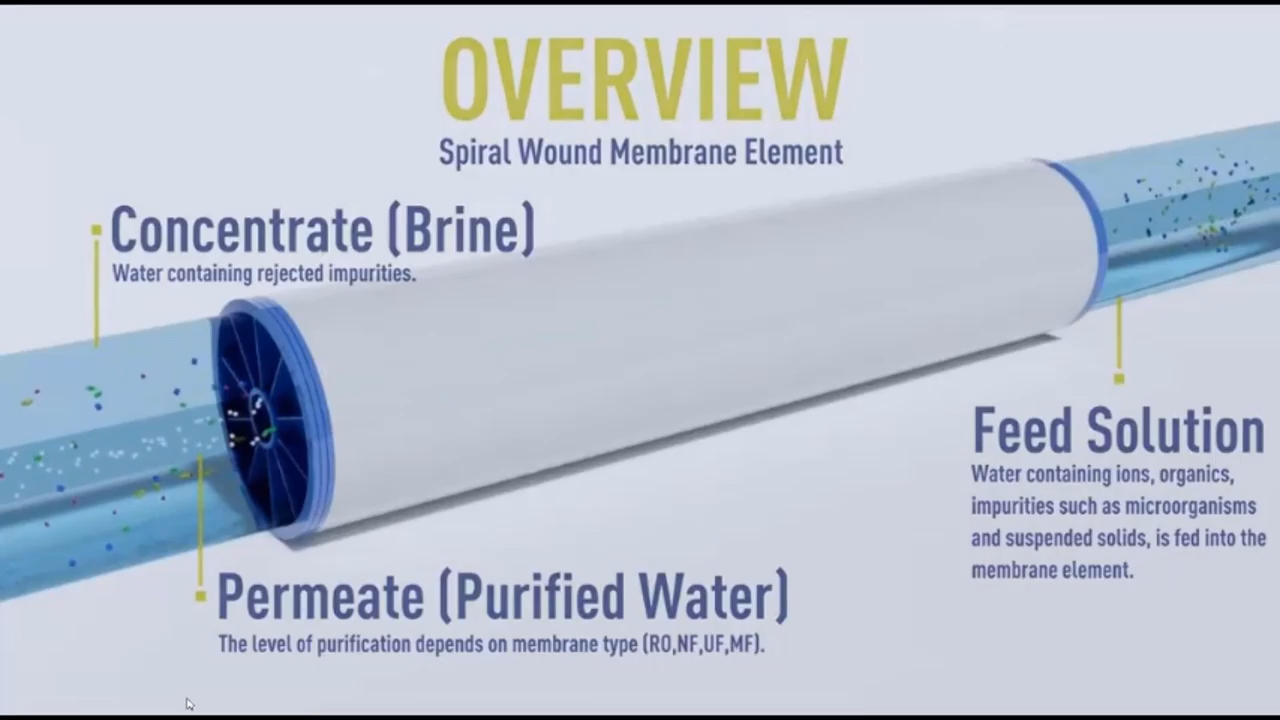 OVERVIEW
Spiral Wound Membrane Element
Concentrate (Brine)
Water containing rejected impurities.
Feed Solution
Water containing ions, organics,
impurities such as microorganisms
and suspended solids, is fed into the
membrane element.
Permeate (Purified Water)
The level of purification depends on membrane type (RO,NF,UF,MF).